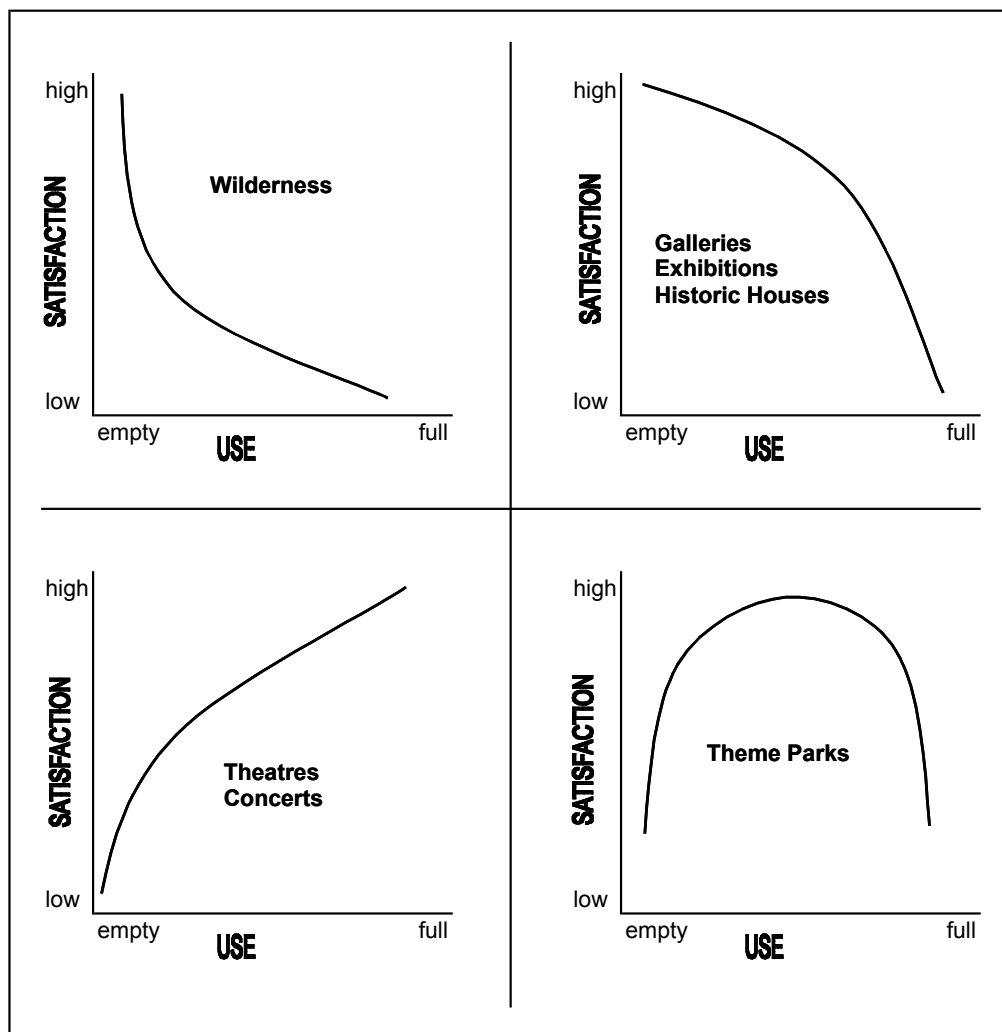 high
SATISFACTION
Wilderness
low
empty
full
USE
high
SATISFACTION
Galleries
Exhibitions
Historic Houses
low
empty
full
USE
high
SATISFACTION
Theatres
Concerts
low
empty
full
USE
high
SATISFACTION
Theme Parks
low
empty
full
USE